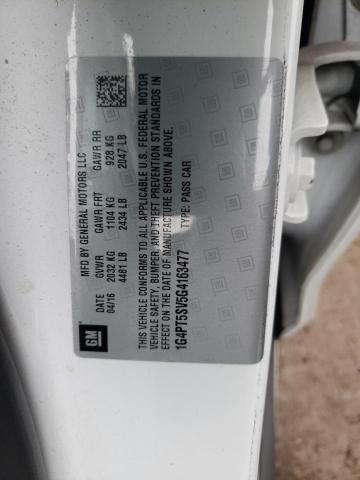 GM
MFD BY GENERAL MOTORS LLC
DATE GVWR GAWR FRT GAWR RR
04/16 2032 KG 1104 KG 928 KG
4481 LB 2434 LB 2047 LB
THIS VEHICLE CONFORMS TO ALL APPLICABLE U.S. FEDERAL MOTOR
VEHICLE SAFETY, BUMPER, AND THEFT PREVENTION STANDARDS IN
EFFECT ON THE DATE OF MANUFACTURE SHOWN ABOVE.
1G4PT5SV5G4163477 TYPE: PASS CAR